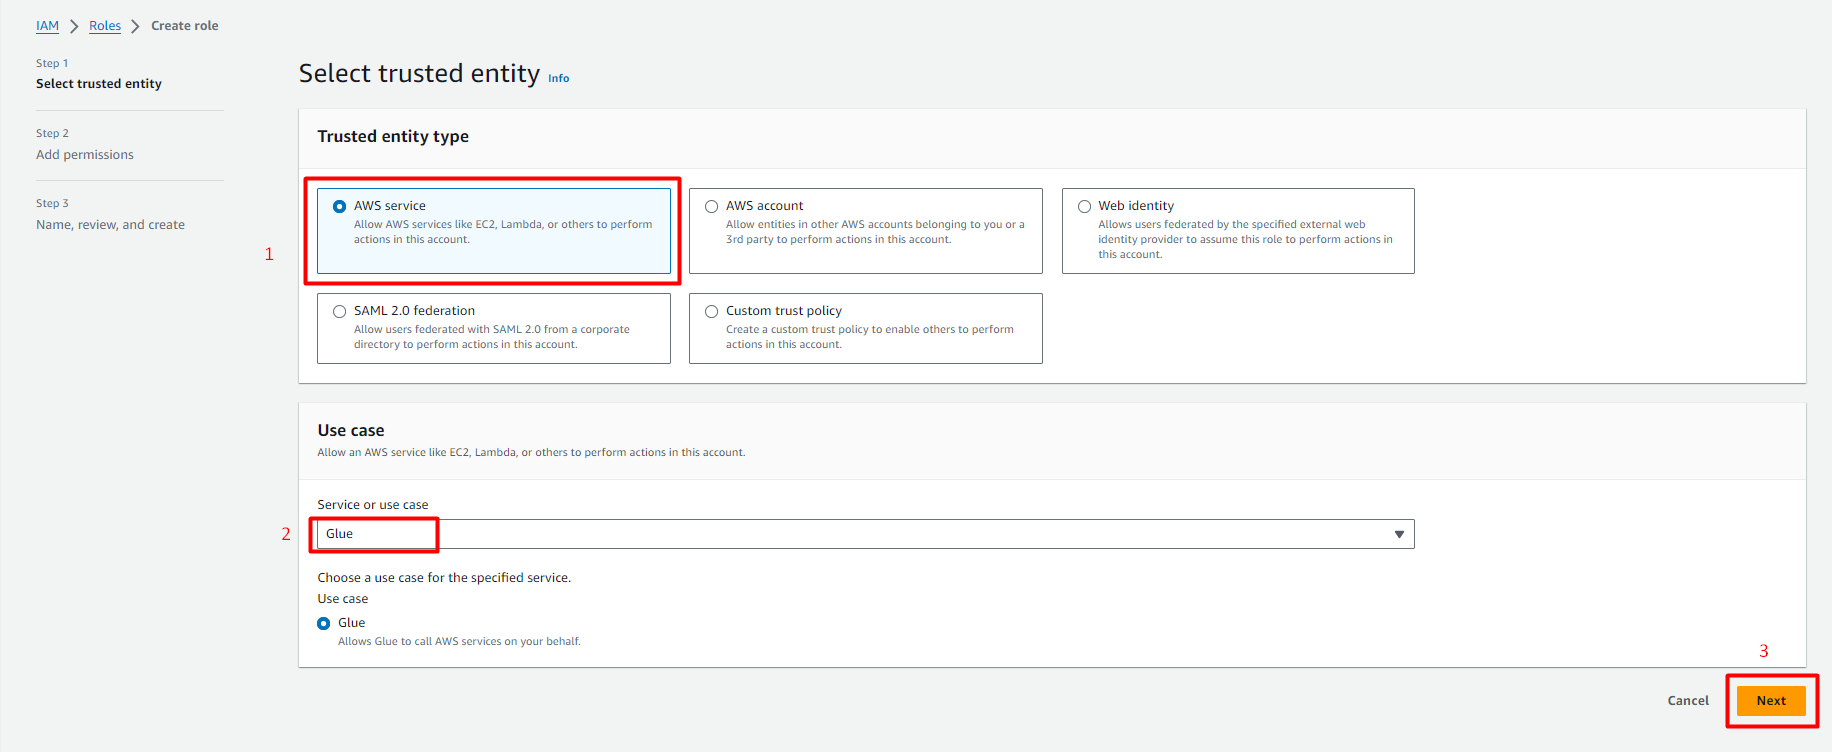 IAM > Roles > Create role
Step 1
Select trusted entity
Step 2
Add permissions
Step 3
Name, review, and create
Select trusted entity Info
Trusted entity type
1
AWS service
Allow AWS services like EC2, Lambda, or others to perform
actions in this account.
AWS account
Allow entities in other AWS accounts belonging to you or a
3rd party to perform actions in this account.
Web identity
Allows users federated by the specified external web
identity provider to assume this role to perform actions in
this account.
SAML 2.0 federation
Allow users federated with SAML 2.0 from a corporate
directory to perform actions in this account.
Custom trust policy
Create a custom trust policy to enable others to perform
actions in this account.
Use case
Allow an AWS service like EC2, Lambda, or others to perform actions in this account.
Service or use case
2
Glue
Choose a use case for the specified service.
Use case
Glue
Allows Glue to call AWS services on your behalf.
3
Cancel
Next